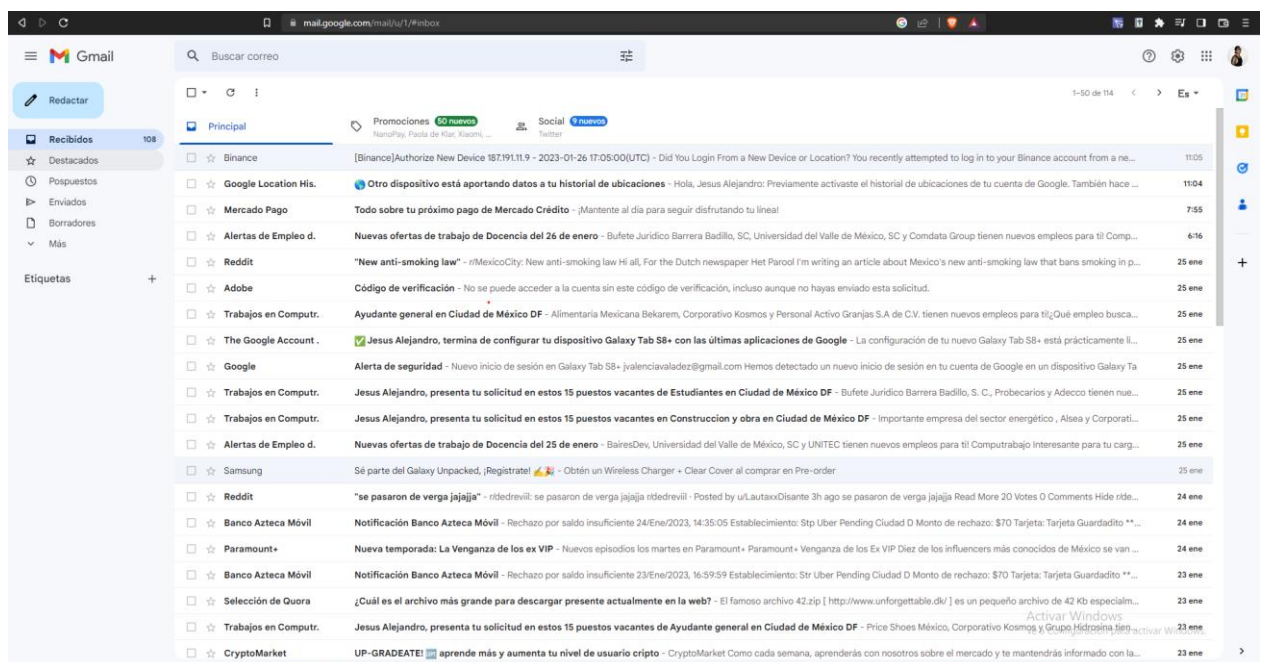 mail.google.com/mail/u/1/#inbox
Gmail
Buscar correo
Redactar
1–50 de 114
Es
Recibidos 108
Destacados
Pospuestos
Enviados
Borradores
Más
Etiquetas
Principal
Promociones 50 nuevos
NanoPay, Paola de Klar, Xiaomi, ...
Social 9 nuevos
Twitter
Binance [Binance]Authorize New Device 187.191.11.9 - 2023-01-26 17:05:00(UTC) - Did You Login From a New Device or Location? You recently attempted to log in to your Binance account from a ne... 11:05
Google Location His. Otro dispositivo está aportando datos a tu historial de ubicaciones - Hola, Jesus Alejandro: Previamente activaste el historial de ubicaciones de tu cuenta de Google. También hace ... 11:04
Mercado Pago Todo sobre tu próximo pago de Mercado Crédito - ¡Mantente al día para seguir disfrutando tu línea! 7:55
Alertas de Empleo d. Nuevas ofertas de trabajo de Docencia del 26 de enero - Bufete Juridico Barrera Badillo, SC, Universidad del Valle de México, SC y Comdata Group tienen nuevos empleos para ti! Comp... 6:16
Reddit "New anti-smoking law" - r/MexicoCity: New anti-smoking law Hi all, For the Dutch newspaper Het Parool I'm writing an article about Mexico's new anti-smoking law that bans smoking in p... 25 ene
Adobe Código de verificación - No se puede acceder a la cuenta sin este código de verificación, incluso aunque no hayas enviado esta solicitud. 25 ene
Trabajos en Computr. Ayudante general en Ciudad de México DF - Alimentaria Mexicana Bekarem, Corporativo Kosmos y Personal Activo Granjas S.A de C.V. tienen nuevos empleos para ti!¿Qué empleo busca... 25 ene
The Google Account . ✅ Jesus Alejandro, termina de configurar tu dispositivo Galaxy Tab S8+ con las últimas aplicaciones de Google - La configuración de tu nuevo Galaxy Tab S8+ está prácticamente li... 25 ene
Google Alerta de seguridad - Nuevo inicio de sesión en Galaxy Tab S8+ jvalenciavaladez@gmail.com Hemos detectado un nuevo inicio de sesión en tu cuenta de Google en un dispositivo Galaxy Ta 25 ene
Trabajos en Computr. Jesus Alejandro, presenta tu solicitud en estos 15 puestos vacantes de Estudiantes en Ciudad de México DF - Bufete Juridico Barrera Badillo, S. C., Probecarios y Adecco tienen nue... 25 ene
Trabajos en Computr. Jesus Alejandro, presenta tu solicitud en estos 15 puestos vacantes en Construccion y obra en Ciudad de México DF - Importante empresa del sector energético , Alsea y Corporati... 25 ene
Alertas de Empleo d. Nuevas ofertas de trabajo de Docencia del 25 de enero - BairesDev, Universidad del Valle de México, SC y UNITEC tienen nuevos empleos para ti! Computrabajo Interesante para tu carg... 25 ene
Samsung Sé parte del Galaxy Unpacked, ¡Regístrate! ✍️🎉 - Obtén un Wireless Charger + Clear Cover al comprar en Pre-order 25 ene
Reddit "se pasaron de verga jajajja" - r/dedreviil: se pasaron de verga jajajja r/dedreviil · Posted by u/LautaxxDisante 3h ago se pasaron de verga jajajja Read More 20 Votes 0 Comments Hide r/de... 24 ene
Banco Azteca Móvil Notificación Banco Azteca Móvil - Rechazo por saldo insuficiente 24/Ene/2023, 14:35:05 Establecimiento: Stp Uber Pending Ciudad D Monto de rechazo: $70 Tarjeta: Tarjeta Guardadito **... 24 ene
Paramount+ Nueva temporada: La Venganza de los ex VIP - Nuevos episodios los martes en Paramount+ Paramount+ Venganza de los Ex VIP Diez de los influencers más conocidos de México se van ... 24 ene
Banco Azteca Móvil Notificación Banco Azteca Móvil - Rechazo por saldo insuficiente 23/Ene/2023, 16:59:59 Establecimiento: Str Uber Pending Ciudad D Monto de rechazo: $70 Tarjeta: Tarjeta Guardadito **... 23 ene
Selección de Quora ¿Cuál es el archivo más grande para descargar presente actualmente en la web? - El famoso archivo 42.zip [ http://www.unforgettable.dk/ ] es un pequeño archivo de 42 Kb especialm... 23 ene
Activar Windows
Trabajos en Computr. Jesus Alejandro, presenta tu solicitud en estos 15 puestos vacantes de Ayudante general en Ciudad de México DF - Price Shoes México, Corporativo Kosmos y Grupo Hidrosina tien... 23 ene
CryptoMarket UP-GRADEATE! 🆙 aprende más y aumenta tu nivel de usuario cripto - CryptoMarket Como cada semana, aprenderás con nosotros sobre el mercado y te mantendrás informado con la... 23 ene